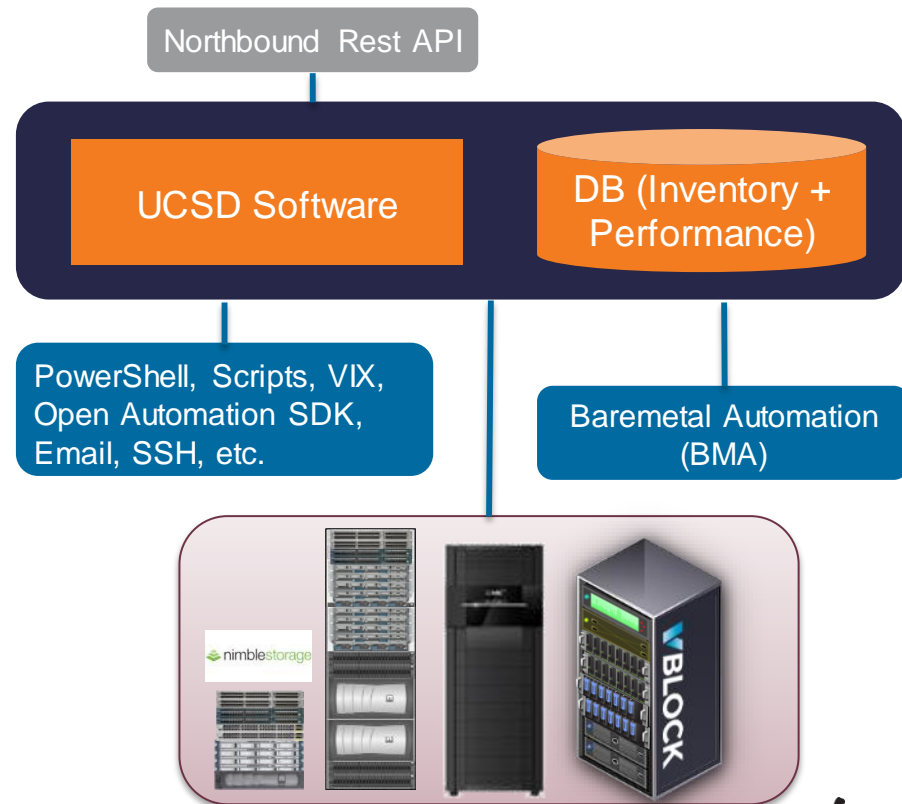 Northbound Rest API
UCSD Software
DB (Inventory +
Performance)
PowerShell, Scripts, VIX,
Open Automation SDK,
Email, SSH, etc.
Baremetal Automation
(BMA)
nimblestorage
VBLOCK